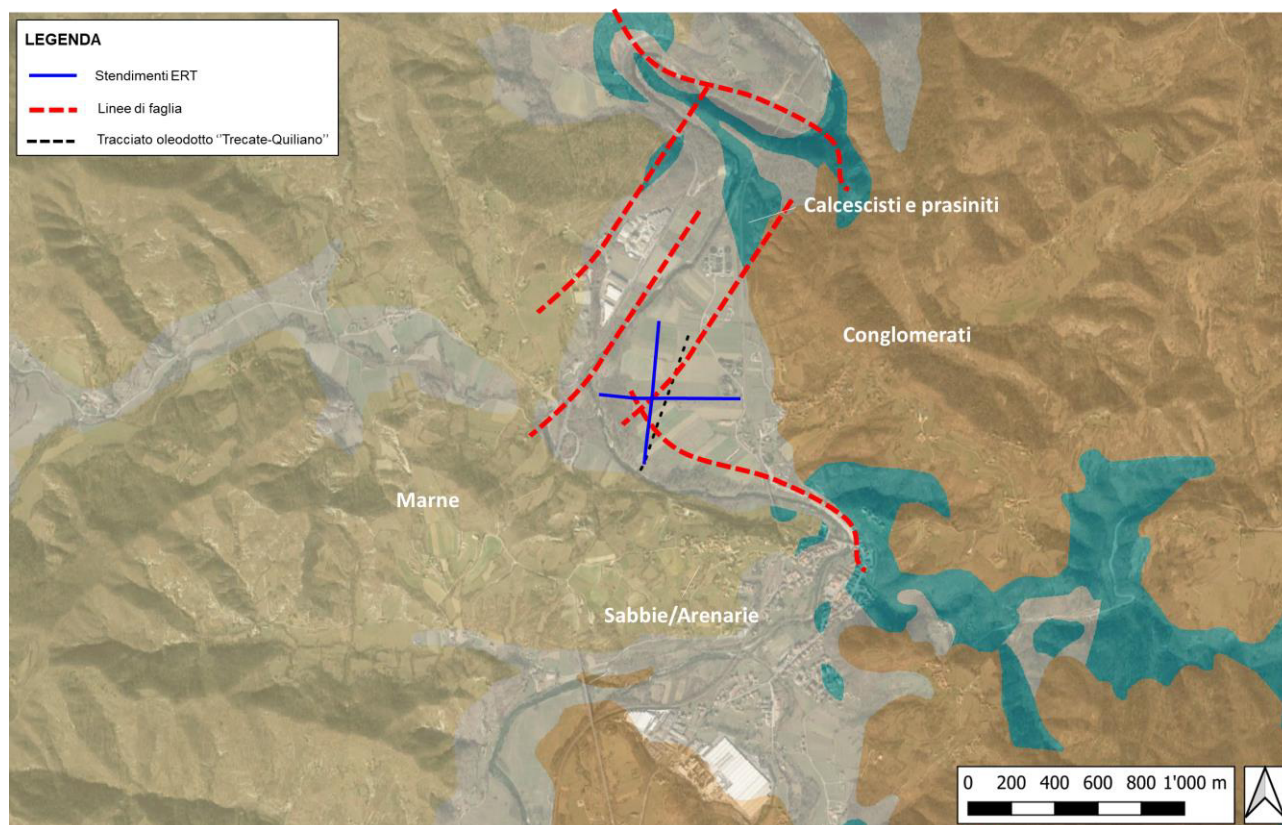 LEGENDA
Stendimenti ERT
Linee di faglia
Tracciato oleodotto ‘‘Trecate-Quiliano’’
Calcescisti e prasiniti
Conglomerati
Marne
Sabbie/Arenarie
0 200 400 600 800 1'000 m